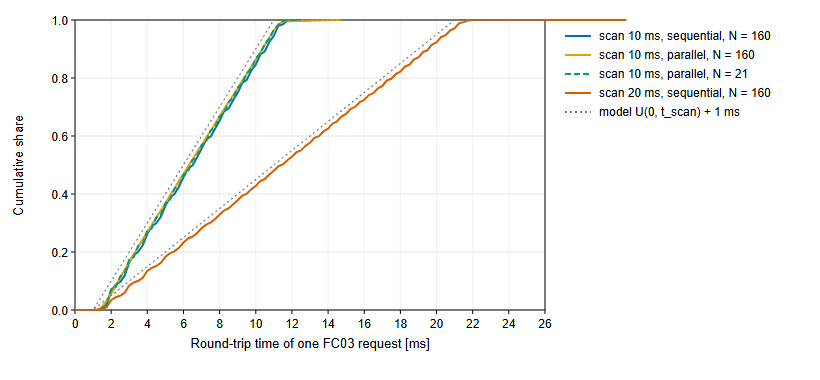 1.0
0.8
0.6
0.4
0.2
0.0
Cumulative share
0 2 4 6 8 10 12 14 16 18 20 22 24 26
Round-trip time of one FC03 request [ms]
scan 10 ms, sequential, N = 160
scan 10 ms, parallel, N = 160
scan 10 ms, parallel, N = 21
scan 20 ms, sequential, N = 160
model U(0, t_scan) + 1 ms